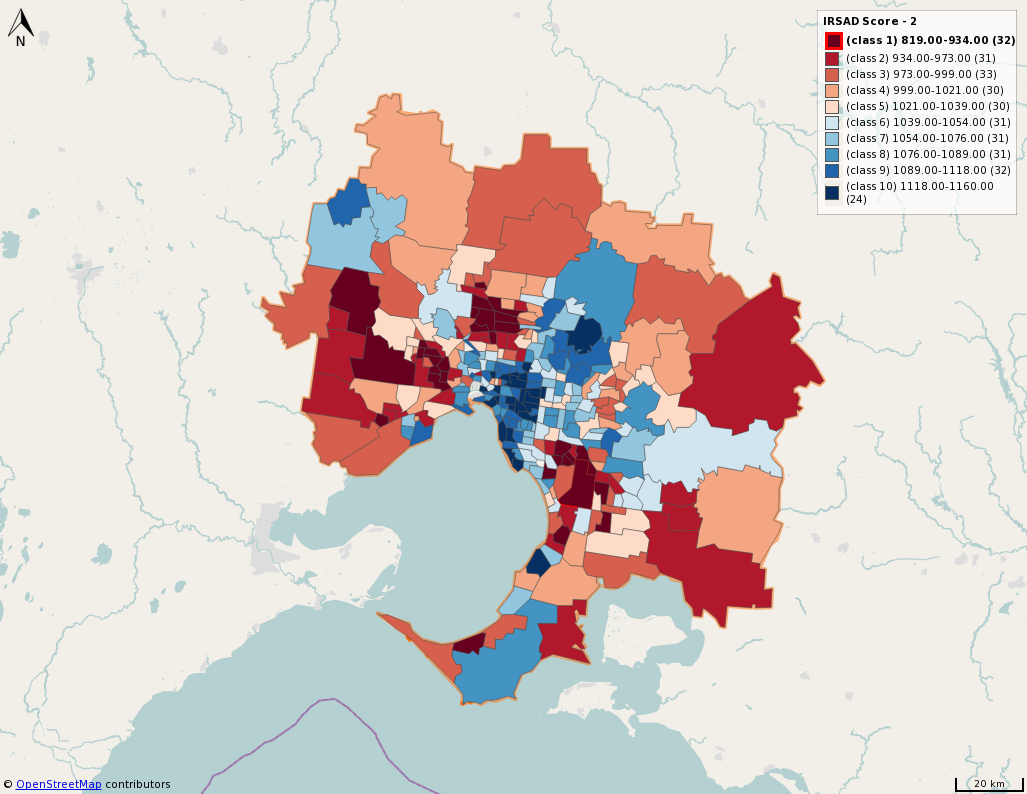 N
IRSAD Score - 2
(class 1) 819.00-934.00 (32)
(class 2) 934.00-973.00 (31)
(class 3) 973.00-999.00 (33)
(class 4) 999.00-1021.00 (30)
(class 5) 1021.00-1039.00 (30)
(class 6) 1039.00-1054.00 (31)
(class 7) 1054.00-1076.00 (31)
(class 8) 1076.00-1089.00 (31)
(class 9) 1089.00-1118.00 (32)
(class 10) 1118.00-1160.00
(24)
© OpenStreetMap contributors
20 km